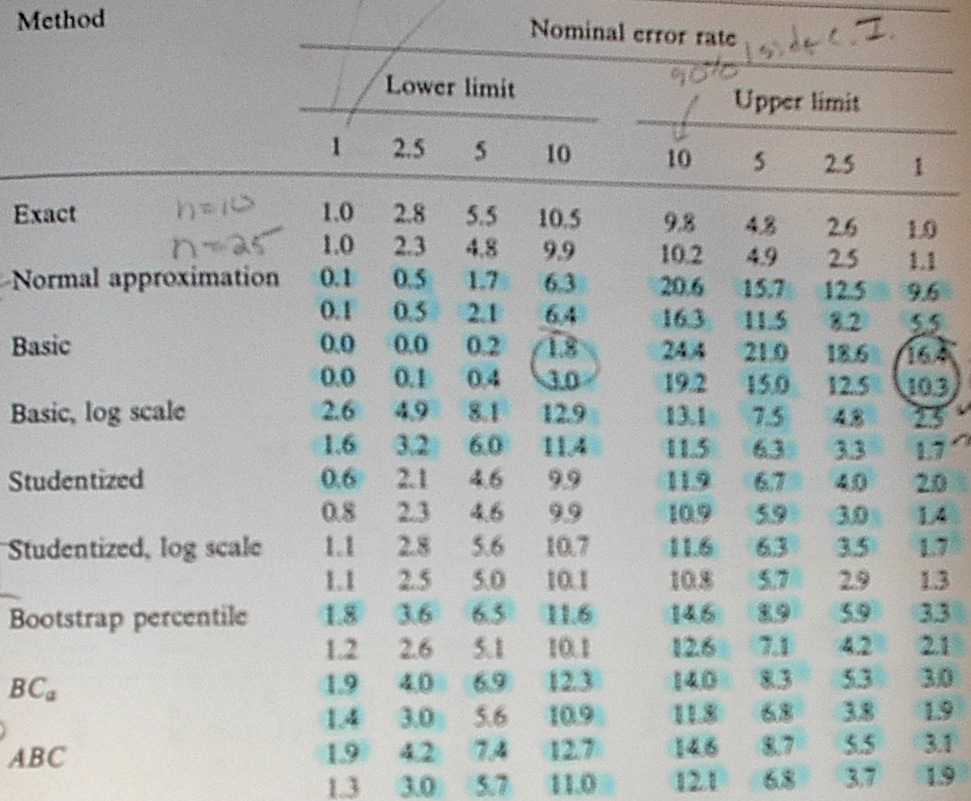 Method
Nominal error rate
90% inside C.I.
Lower limit Upper limit
1 2.5 5 10 10 5 2.5 1
Exact n=10 1.0 2.8 5.5 10.5 9.8 4.8 2.6 1.0
n=25 1.0 2.3 4.8 9.9 10.2 4.9 2.5 1.1
Normal approximation 0.1 0.5 1.7 6.3 20.6 15.7 12.5 9.6
0.1 0.5 2.1 6.4 16.3 11.5 8.2 5.5
Basic 0.0 0.0 0.2 1.8 24.4 21.0 18.6 16.4
0.0 0.1 0.4 3.0 19.2 15.0 12.5 10.3
Basic, log scale 2.6 4.9 8.1 12.9 13.1 7.5 4.8 2.5
1.6 3.2 6.0 11.4 11.5 6.3 3.3 1.7
Studentized 0.6 2.1 4.6 9.9 11.9 6.7 4.0 2.0
0.8 2.3 4.6 9.9 10.9 5.9 3.0 1.4
Studentized, log scale 1.1 2.8 5.6 10.7 11.6 6.3 3.5 1.7
1.1 2.5 5.0 10.1 10.8 5.7 2.9 1.3
Bootstrap percentile 1.8 3.6 6.5 11.6 14.6 8.9 5.9 3.3
1.2 2.6 5.1 10.1 12.6 7.1 4.2 2.1
BCa 1.9 4.0 6.9 12.3 14.0 8.3 5.3 3.0
1.4 3.0 5.6 10.9 11.8 6.8 3.8 1.9
ABC 1.9 4.2 7.4 12.7 14.6 8.7 5.5 3.1
1.3 3.0 5.7 11.0 12.1 6.8 3.7 1.9